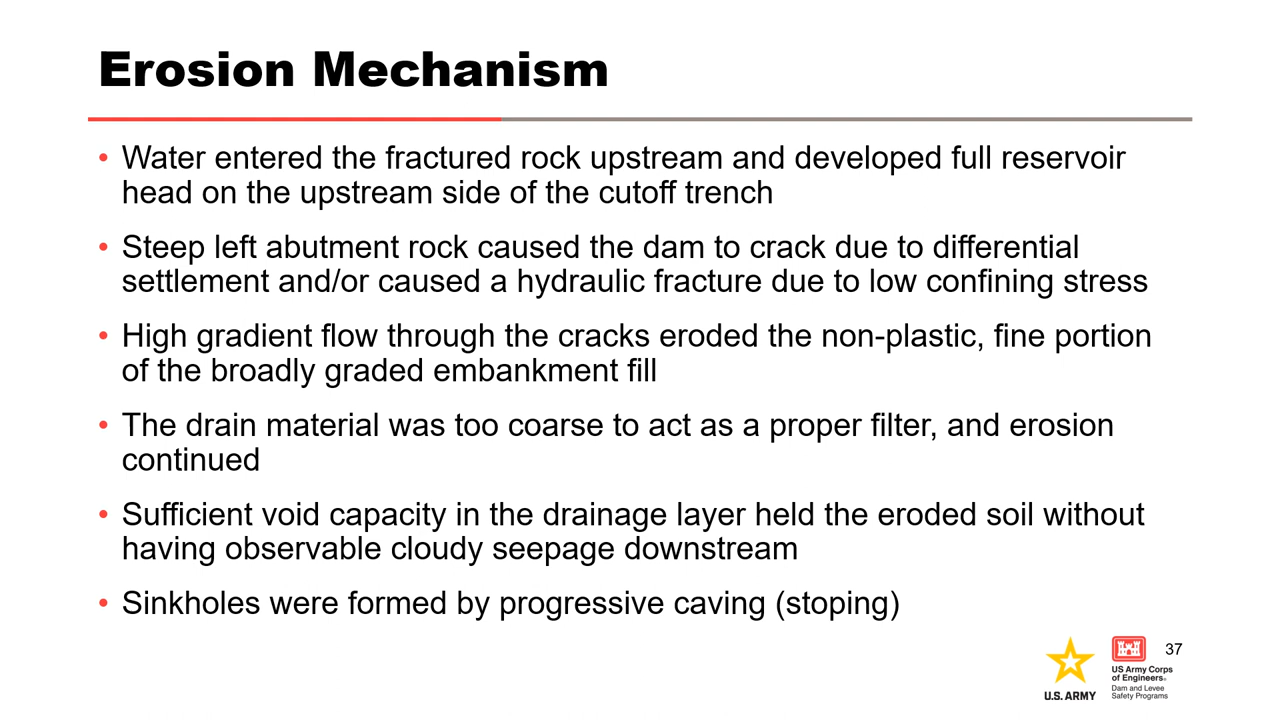 Erosion Mechanism
• Water entered the fractured rock upstream and developed full reservoir
head on the upstream side of the cutoff trench
• Steep left abutment rock caused the dam to crack due to differential
settlement and/or caused a hydraulic fracture due to low confining stress
• High gradient flow through the cracks eroded the non-plastic, fine portion
of the broadly graded embankment fill
• The drain material was too coarse to act as a proper filter, and erosion
continued
• Sufficient void capacity in the drainage layer held the eroded soil without
having observable cloudy seepage downstream
• Sinkholes were formed by progressive caving (stoping)
37
U.S. ARMY
US Army Corps
of Engineers®
Dam and Levee
Safety Programs